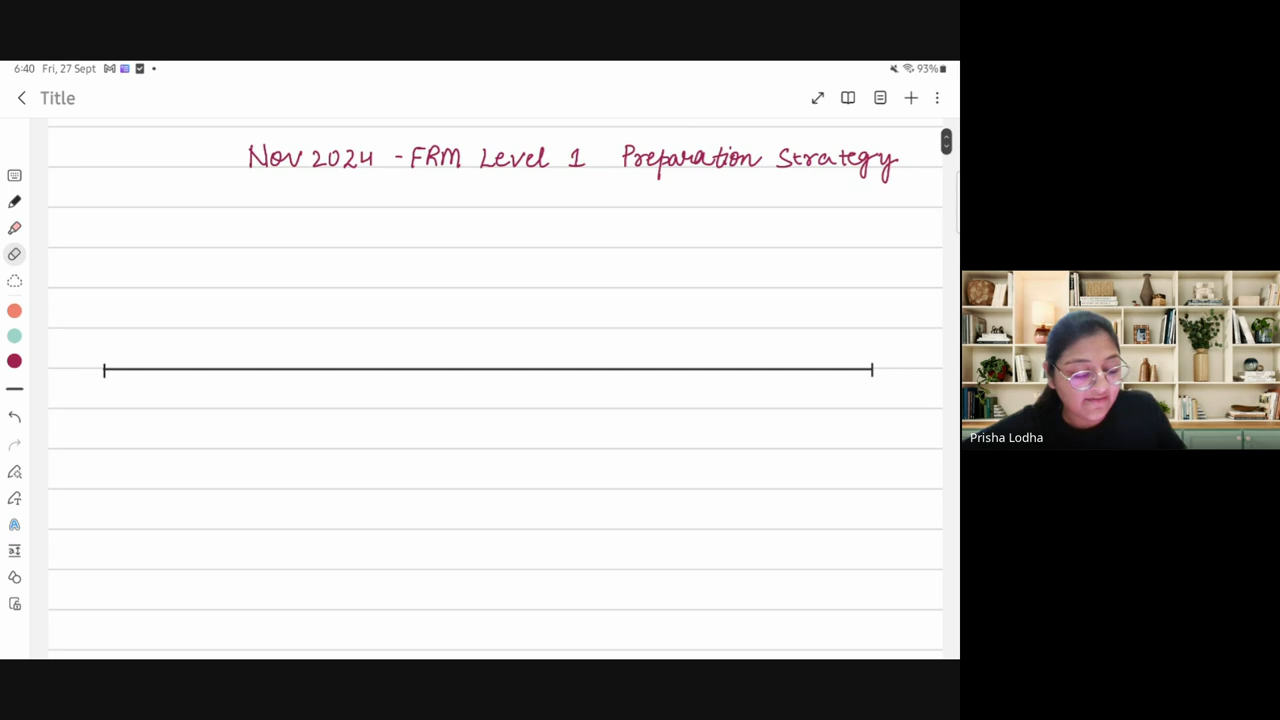 6:40 Fri, 27 Sept 93%
Title
Nov 2024 - FRM Level 1 Preparation Strategy
Prisha Lodha